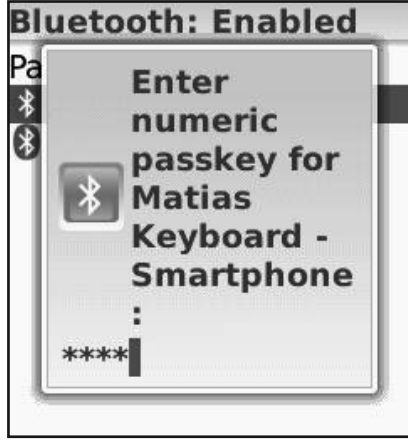 Bluetooth: Enabled
Pa
Enter
numeric
passkey for
Matias
Keyboard -
Smartphone
:
****